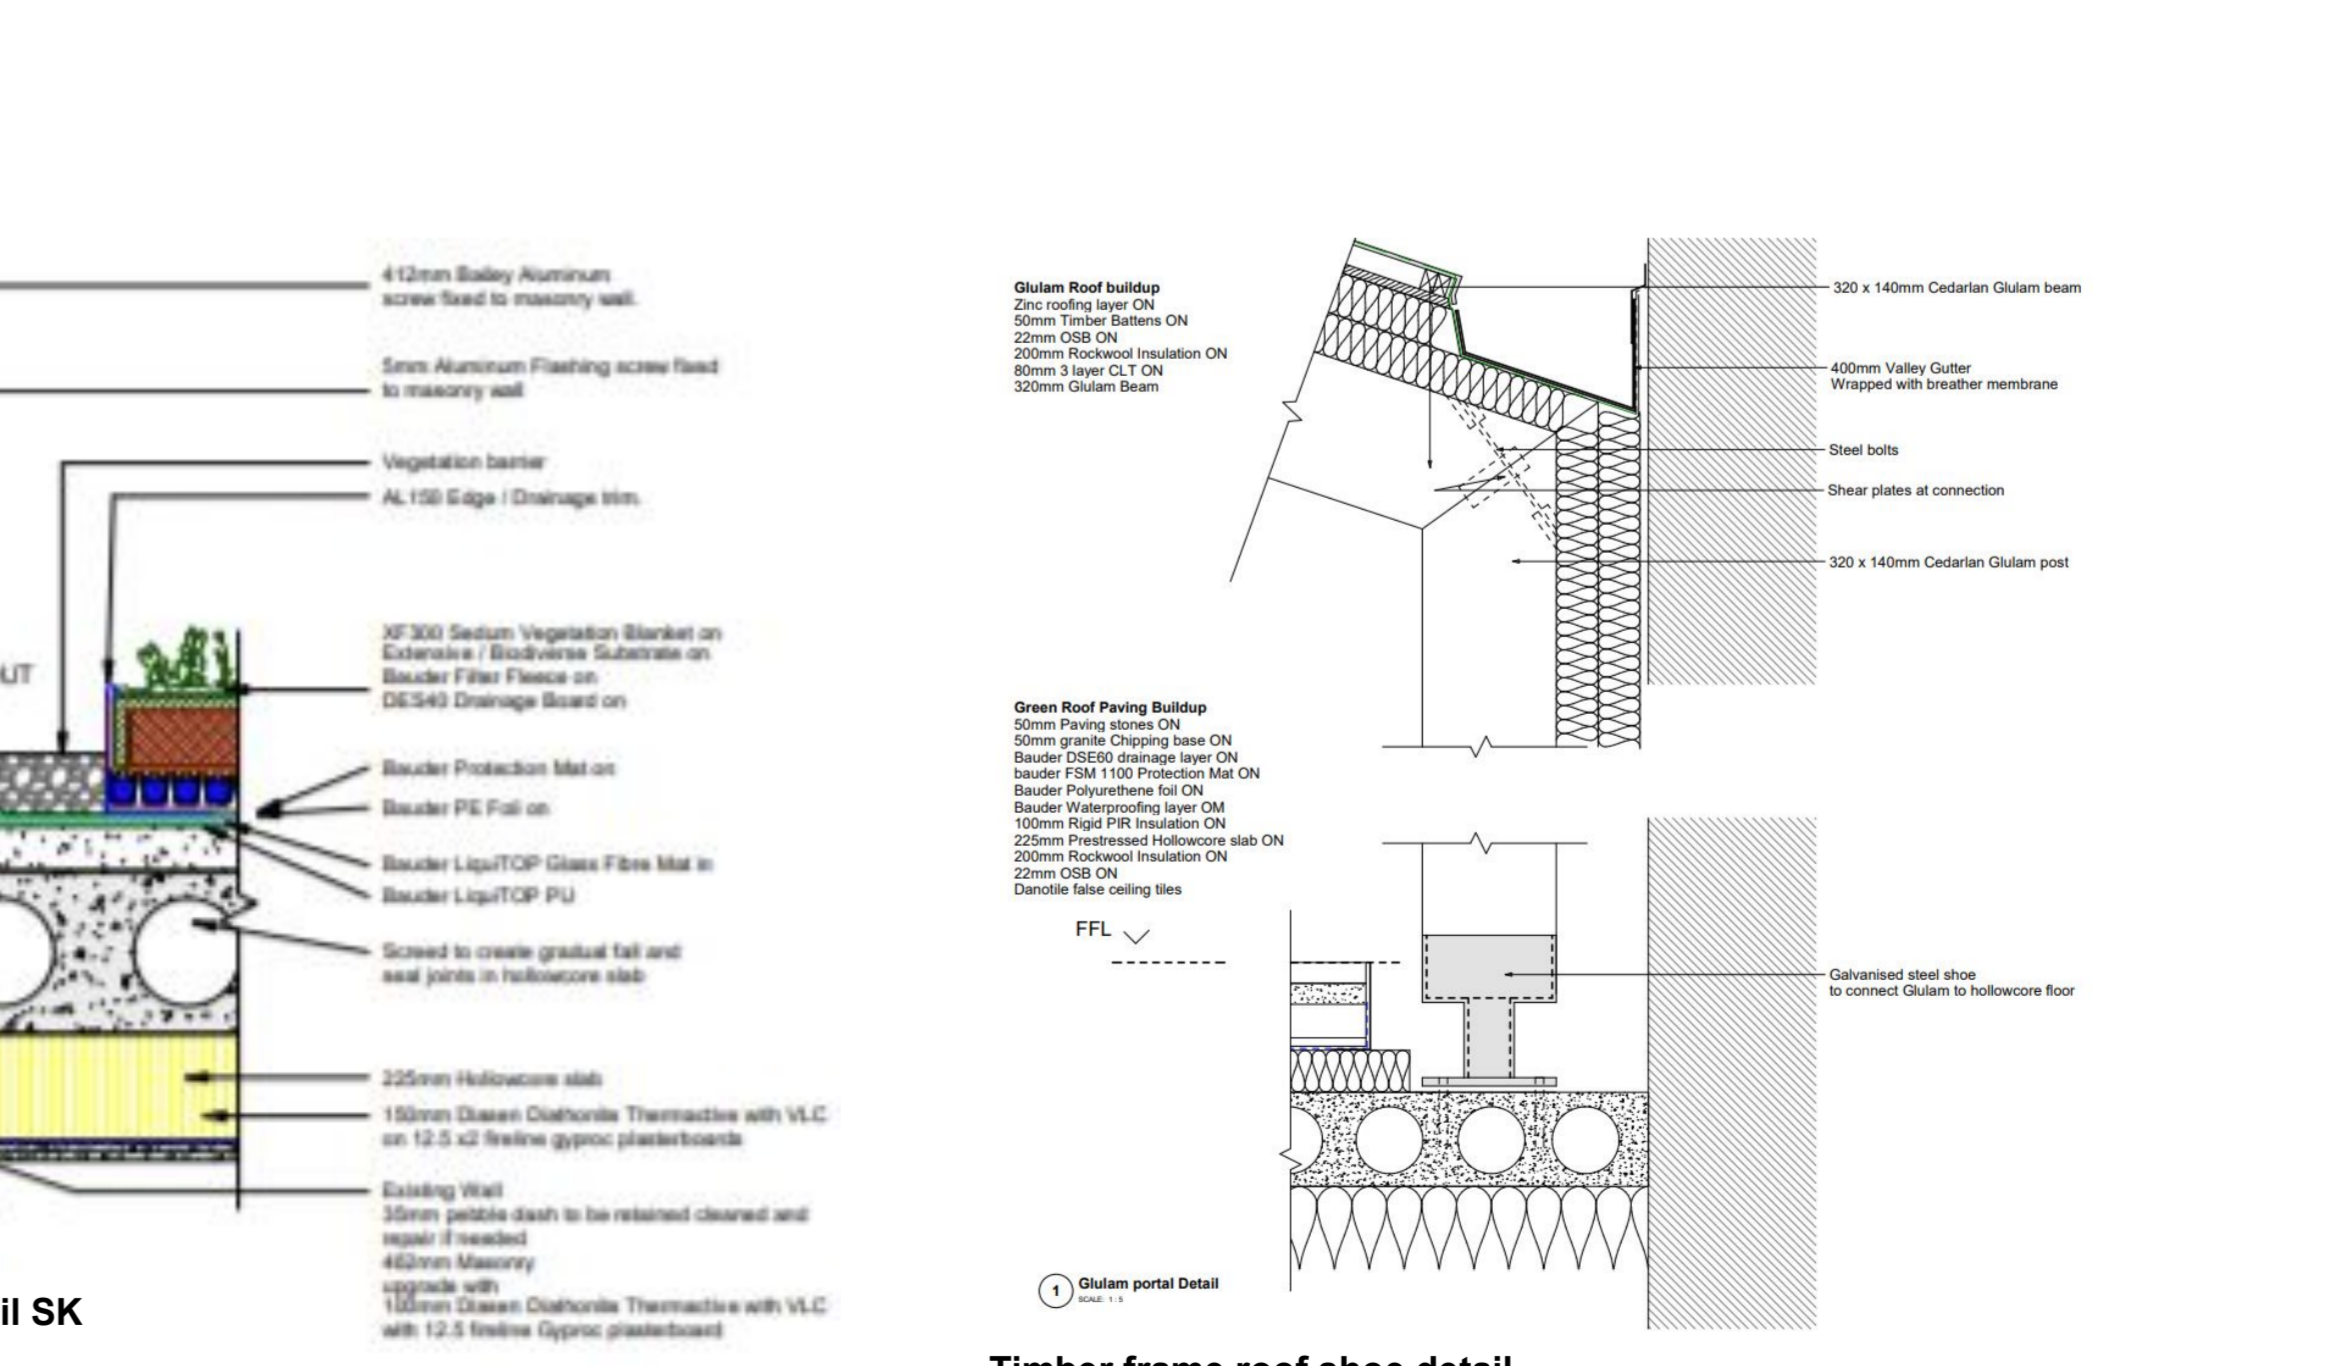 412mm Bailey Aluminum
screw fixed to masonry wall.
5mm Aluminum Flashing screw fixed
to masonry wall
Vegetation barrier
AL150 Edge / Drainage trim.
UT
XF300 Sedum Vegetation Blanket on
Extensive / Biodiverse Substrate on
Bauder Filter Fleece on
DES40 Drainage Board on
Bauder Protection Mat on
Bauder PE Foil on
Bauder LiquiTOP Glass Fibre Mat in
Bauder LiquiTOP PU
Screed to create gradual fall and
seal joints in hollowcore slab
225mm Hollowcore slab
150mm Diasen Diathonite Thermactive with VLC
on 12.5 x2 fireline gyproc plasterboards
Existing Wall
35mm pebble dash to be retained cleaned and
repair if needed
462mm Masonry
upgrade with
100mm Diasen Diathonite Thermactive with VLC
with 12.5 fireline Gyproc plasterboard
il SK
Glulam Roof buildup
Zinc roofing layer ON
50mm Timber Battens ON
22mm OSB ON
200mm Rockwool Insulation ON
80mm 3 layer CLT ON
320mm Glulam Beam
320 x 140mm Cedarlan Glulam beam
400mm Valley Gutter
Wrapped with breather membrane
Steel bolts
Shear plates at connection
320 x 140mm Cedarlan Glulam post
Green Roof Paving Buildup
50mm Paving stones ON
50mm granite Chipping base ON
Bauder DSE60 drainage layer ON
bauder FSM 1100 Protection Mat ON
Bauder Polyurethene foil ON
Bauder Waterproofing layer OM
100mm Rigid PIR Insulation ON
225mm Prestressed Hollowcore slab ON
200mm Rockwool Insulation ON
22mm OSB ON
Danotile false ceiling tiles
FFL
Galvanised steel shoe
to connect Glulam to hollowcore floor
1 Glulam portal Detail
SCALE: 1 : 5
Timber frame roof shoe detail